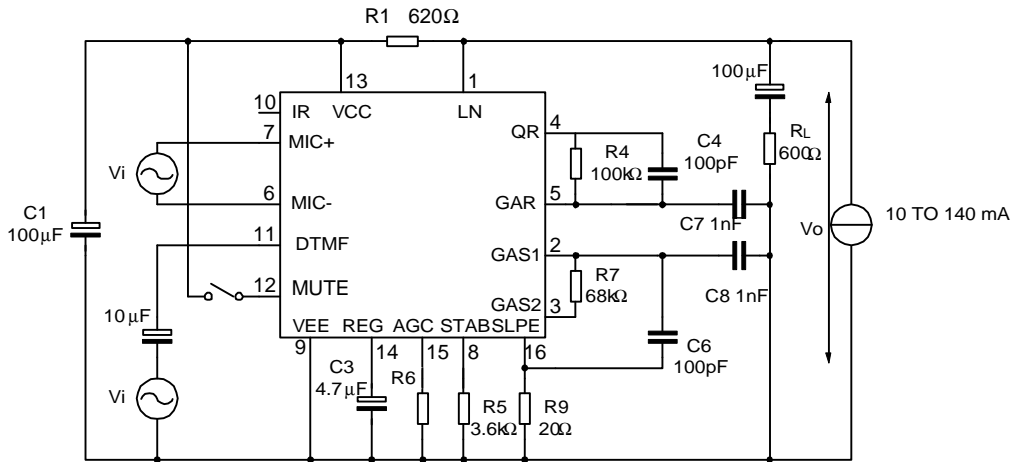 R1 620Ω
100μF
13
1
10
IR
VCC
LN
4
7
MIC+
QR
R4
100kΩ
C4
100pF
RL
600Ω
Vi
6
MIC-
5
GAR
C7 1nF
C1
100μF
11
DTMF
2
GAS1
Vo
10 TO 140 mA
12
MUTE
R7
68kΩ
C8 1nF
GAS2
3
10μF
VEE
REG
AGC
STAB
SLPE
9
14
15
8
16
C6
100pF
C3
4.7μF
R6
Vi
R5
3.6kΩ
R9
20Ω